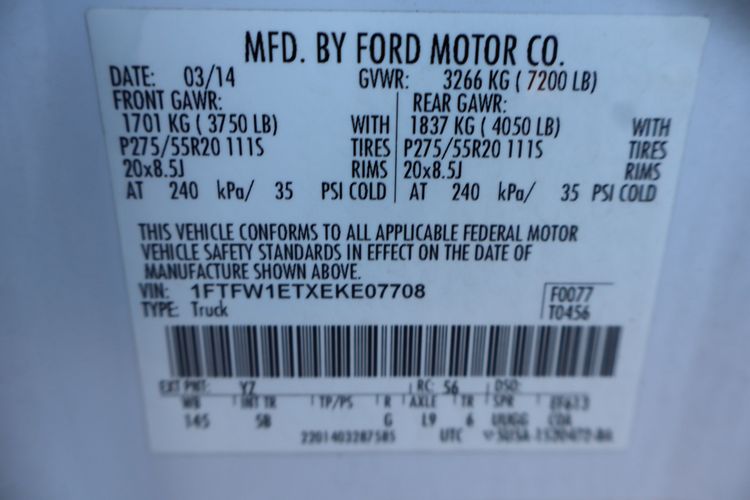 MFD. BY FORD MOTOR CO.
DATE: 03/14 GVWR: 3266 KG ( 7200 LB)
FRONT GAWR: REAR GAWR:
1701 KG ( 3750 LB) WITH 1837 KG ( 4050 LB) WITH
P275/55R20 111S TIRES P275/55R20 111S TIRES
20x8.5J RIMS 20x8.5J RIMS
AT 240 kPa/ 35 PSI COLD AT 240 kPa/ 35 PSI COLD
THIS VEHICLE CONFORMS TO ALL APPLICABLE FEDERAL MOTOR
VEHICLE SAFETY STANDARDS IN EFFECT ON THE DATE OF
MANUFACTURE SHOWN ABOVE.
VIN: 1FTFW1ETXEKE07708 F0077
TYPE: Truck T0456
EXT PNT: YZ RC: 56 DSO:
WB INT TR TP/PS R AXLE TR SPR
145 SB G L9 6 UUGG
2201403287585 UTC